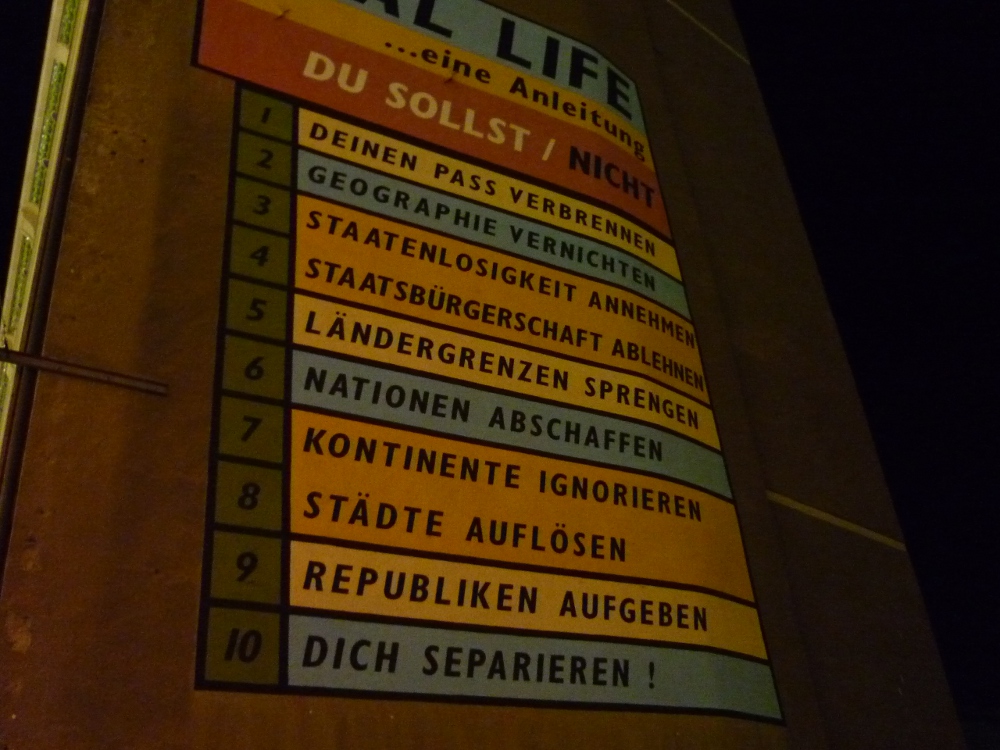 LIFE
...eine Anleitung
DU SOLLST / NICHT
1 DEINEN PASS VERBRENNEN
2 GEOGRAPHIE VERNICHTEN
3 STAATENLOSIGKEIT ANNEHMEN
4 STAATSBÜRGERSCHAFT ABLEHNEN
5 LÄNDERGRENZEN SPRENGEN
6 NATIONEN ABSCHAFFEN
7 KONTINENTE IGNORIEREN
8 STÄDTE AUFLÖSEN
9 REPUBLIKEN AUFGEBEN
10 DICH SEPARIEREN !